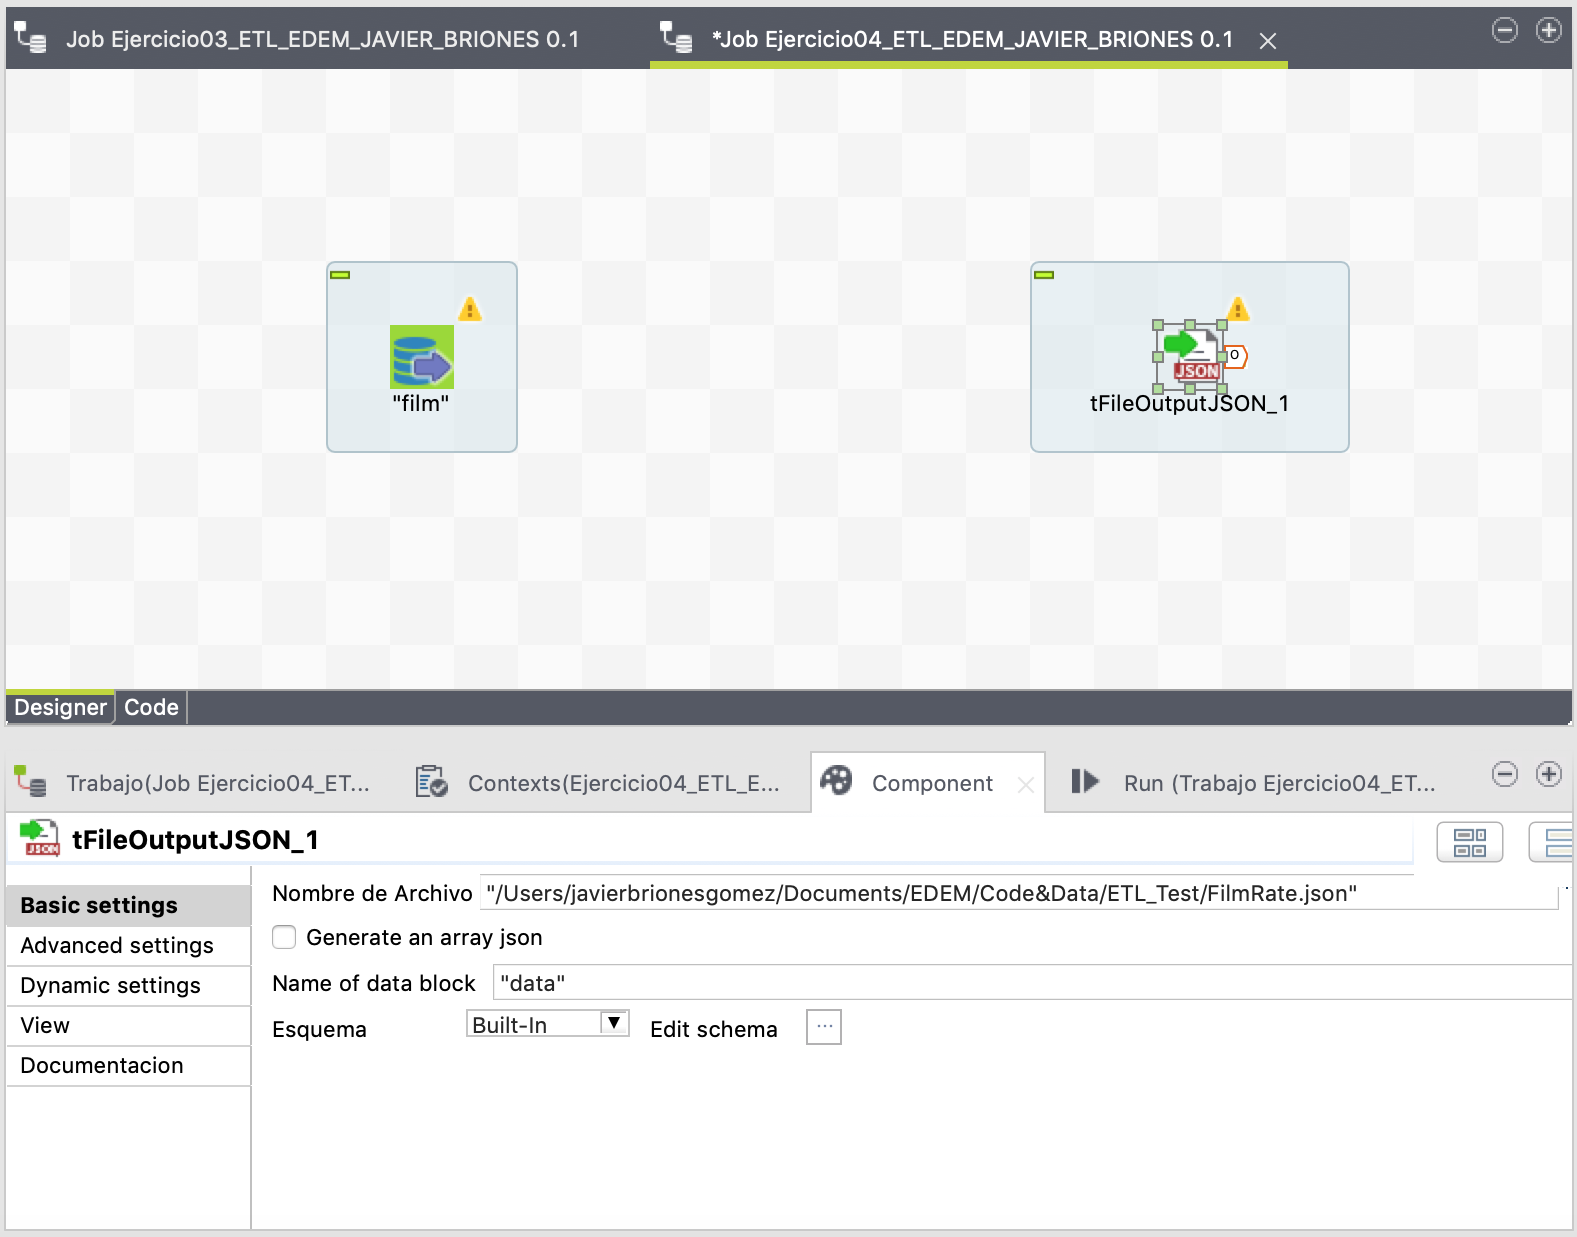 Job Ejercicio03_ETL_EDEM_JAVIER_BRIONES 0.1
*Job Ejercicio04_ETL_EDEM_JAVIER_BRIONES 0.1
"film"
JSON
O
tFileOutputJSON_1
Designer
Code
Trabajo(Job Ejercicio04_ET...
Contexts(Ejercicio04_ETL_E...
Component
Run (Trabajo Ejercicio04_ET...
JSON
tFileOutputJSON_1
Basic settings
Advanced settings
Dynamic settings
View
Documentacion
Nombre de Archivo "/Users/javierbrionesgomez/Documents/EDEM/Code&Data/ETL_Test/FilmRate.json"
Generate an array json
Name of data block "data"
Esquema Built-In Edit schema ...